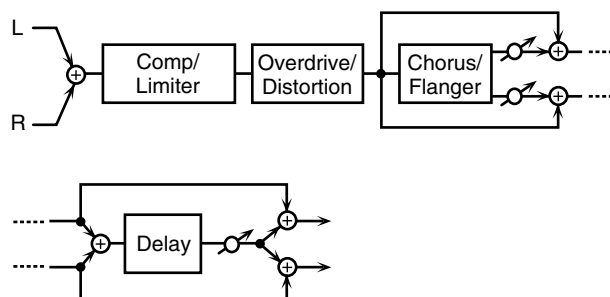 L
R
Comp/
Limiter
Overdrive/
Distortion
Chorus/
Flanger
Delay